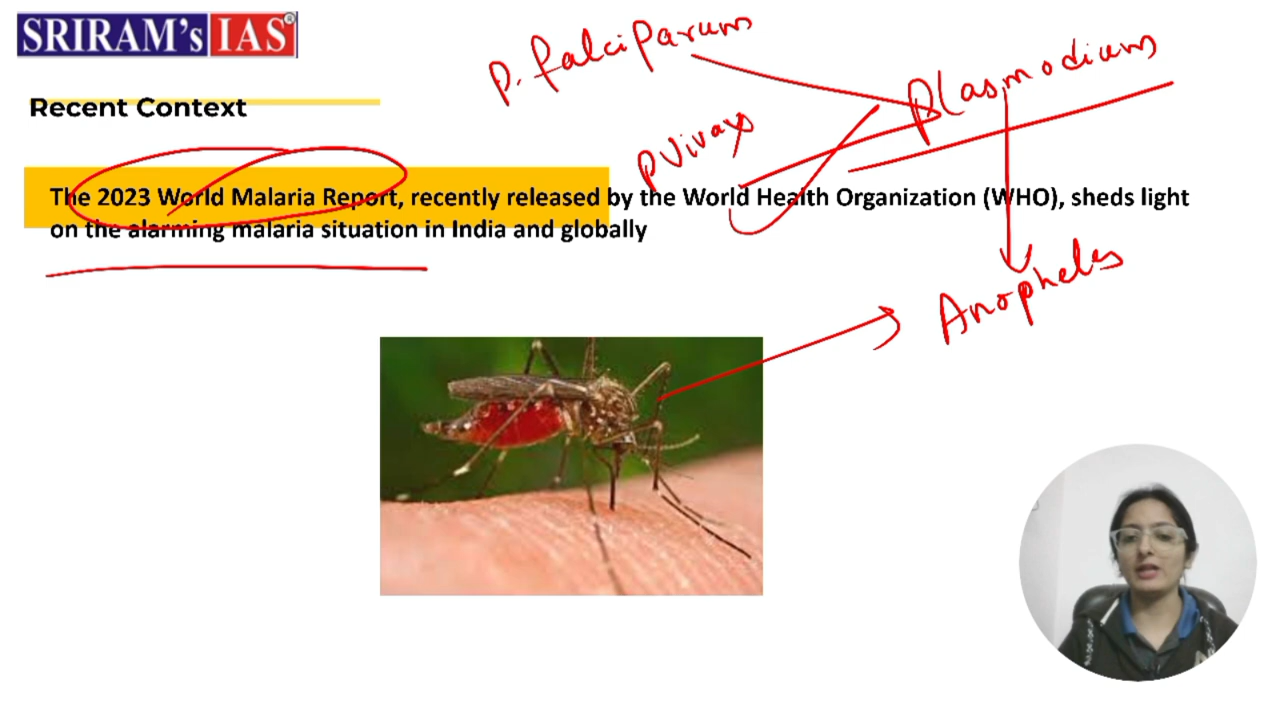 SRIRAM's IAS®
P. falciparum
Plasmodium
Recent Context
P Vivax
The 2023 World Malaria Report, recently released by the World Health Organization (WHO), sheds light
on the alarming malaria situation in India and globally
Anopheles